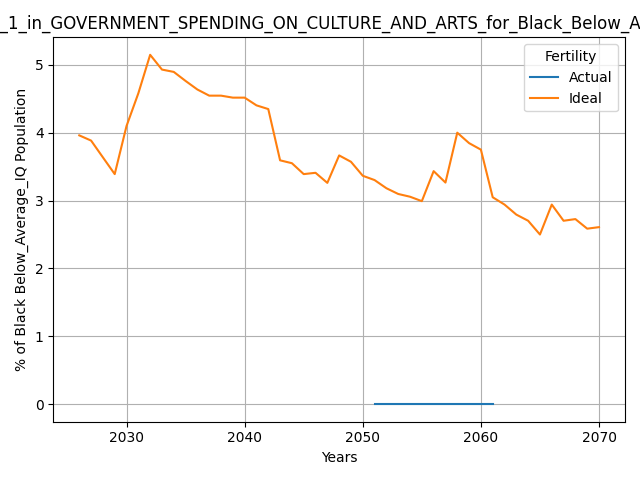 _1_in_GOVERNMENT_SPENDING_ON_CULTURE_AND_ARTS_for_Black_Below_A
Fertility
Actual
Ideal
% of Black Below_Average_IQ Population
5
4
3
2
1
0
2030 2040 2050 2060 2070
Years